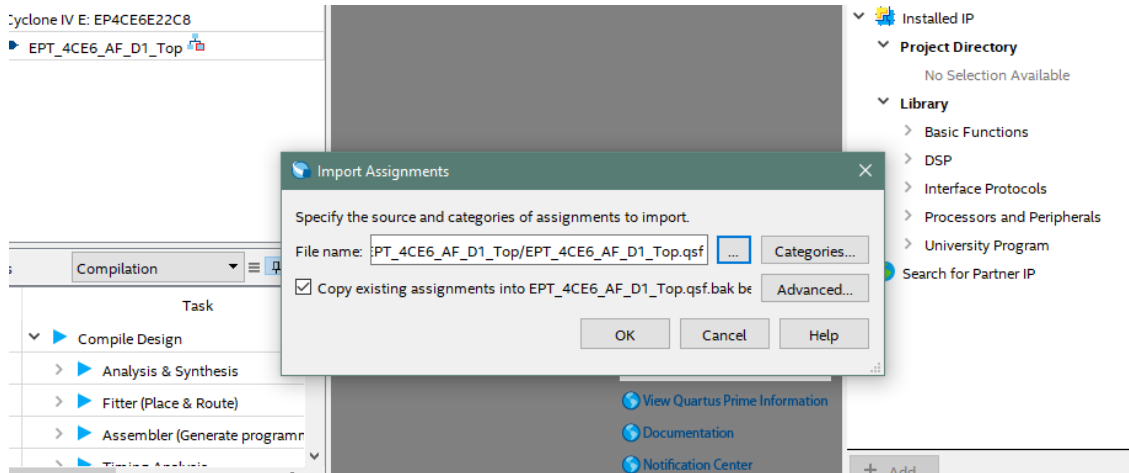 Cyclone IV E: EP4CE6E22C8
EPT_4CE6_AF_D1_Top
Installed IP
Project Directory
No Selection Available
Library
Basic Functions
DSP
Interface Protocols
Processors and Peripherals
University Program
Search for Partner IP
Import Assignments
Specify the source and categories of assignments to import.
File name: EPT_4CE6_AF_D1_Top/EPT_4CE6_AF_D1_Top.qsf ... Categories...
Copy existing assignments into EPT_4CE6_AF_D1_Top.qsf.bak be Advanced...
OK Cancel Help
Compilation
Task
Compile Design
Analysis & Synthesis
Fitter (Place & Route)
Assembler (Generate programm
Timing Analysis
View Quartus Prime Information
Documentation
Notification Center
+ Add...